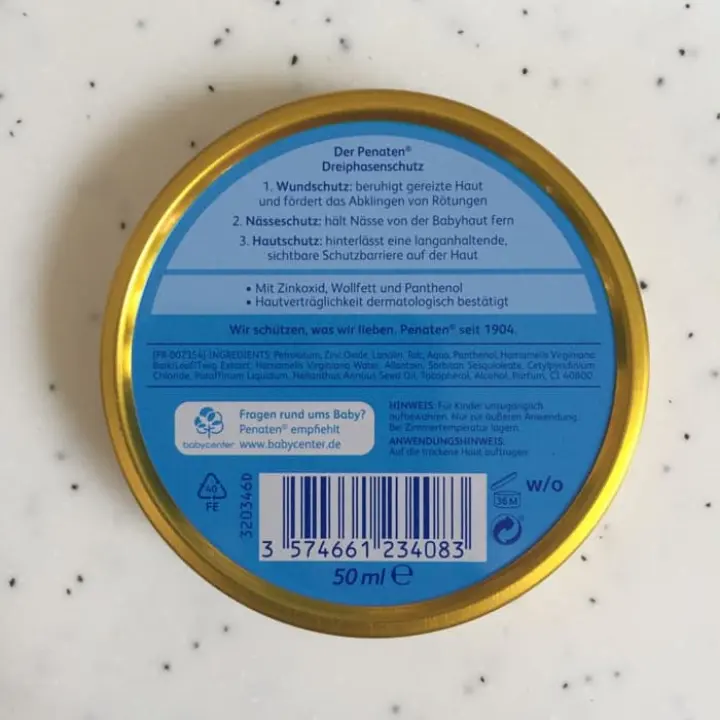 Der Penaten®
Dreiphasenschutz
1. Wundschutz: beruhigt gereizte Haut
und fördert das Abklingen von Rötungen
2. Nässeschutz: hält Nässe von der Babyhaut fern
3. Hautschutz: hinterlässt eine langanhaltende,
sichtbare Schutzbarriere auf der Haut
• Mit Zinkoxid, Wollfett und Panthenol
• Hautverträglichkeit dermatologisch bestätigt
Wir schützen, was wir lieben. Penaten® seit 1904.
[PR-002354] INGREDIENTS: Petrolatum, Zinc Oxide, Lanolin, Talc, Aqua, Panthenol, Hamamelis Virginiana
Bark/Leaf/Twig Extract, Hamamelis Virginiana Water, Allantoin, Sorbitan Sesquioleate, Cetylpyridinium
Chloride, Paraffinum Liquidum, Helianthus Annuus Seed Oil, Tocopherol, Alcohol, Parfum, CI 40800
babycenter
Fragen rund ums Baby?
Penaten® empfiehlt
www.babycenter.de
HINWEIS: Für Kinder unzugänglich
aufbewahren. Nur zur äußeren Anwendung.
Bei Zimmertemperatur lagern.
ANWENDUNGSHINWEIS:
Auf die trockene Haut auftragen
40
FE
3203460
3 574661 234083
36 M
W/O
50 ml ℮